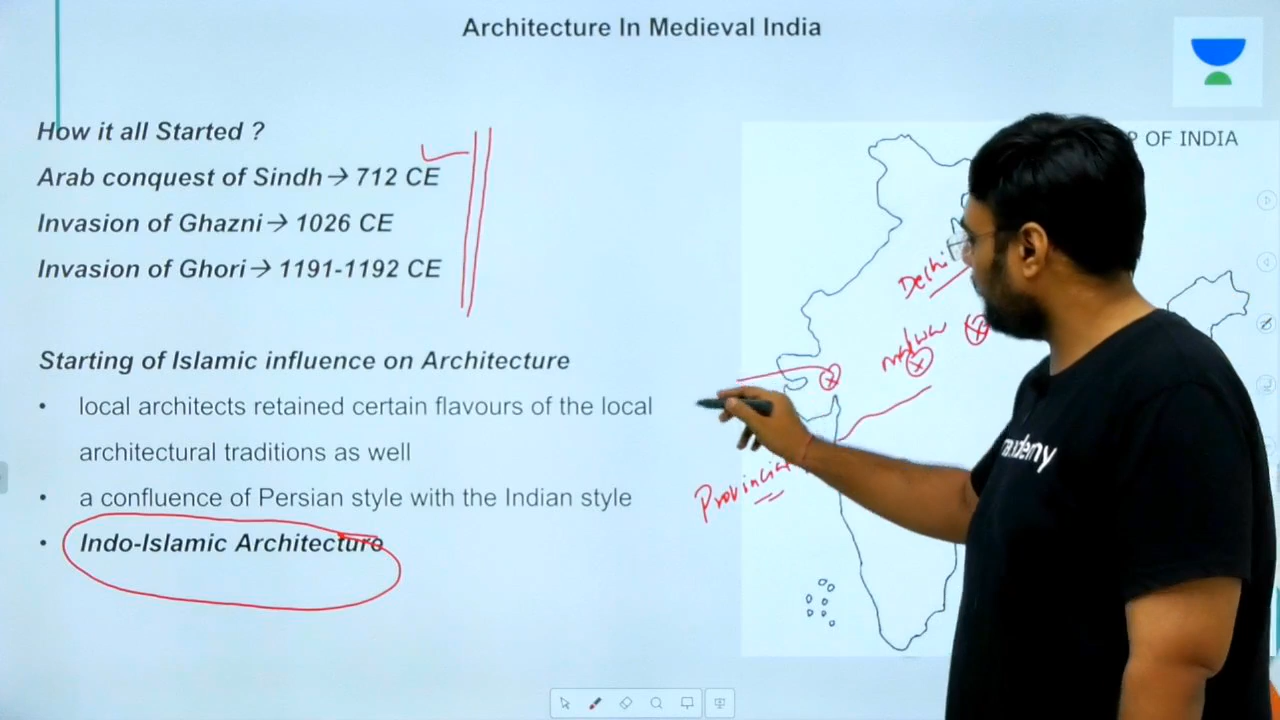 Architecture In Medieval India
How it all Started ?
Arab conquest of Sindh→ 712 CE
Invasion of Ghazni→ 1026 CE
Invasion of Ghori→ 1191-1192 CE
Starting of Islamic influence on Architecture
• local architects retained certain flavours of the local
architectural traditions as well
• a confluence of Persian style with the Indian style
• Indo-Islamic Architecture
P OF INDIA
Delhi
Provincial